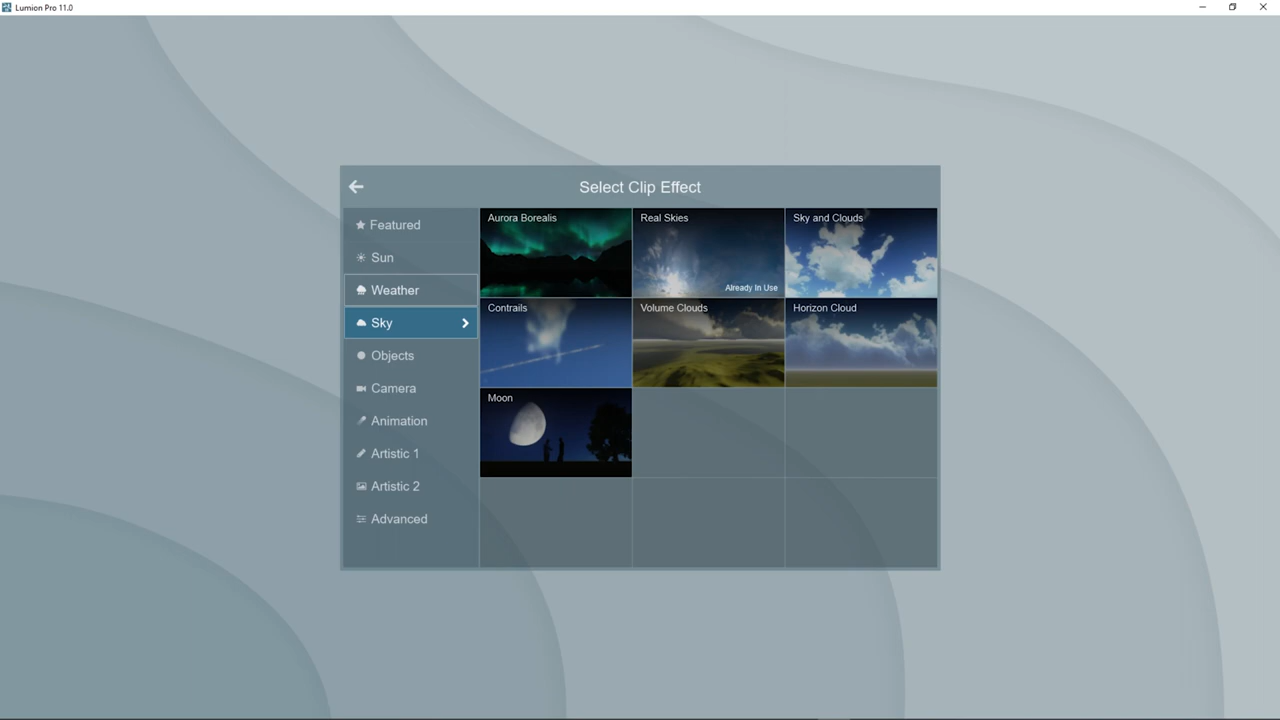 Lumion Pro 11.0
Select Clip Effect
Featured
Sun
Weather
Sky
Objects
Camera
Animation
Artistic 1
Artistic 2
Advanced
Aurora Borealis
Real Skies
Already In Use
Sky and Clouds
Contrails
Volume Clouds
Horizon Cloud
Moon